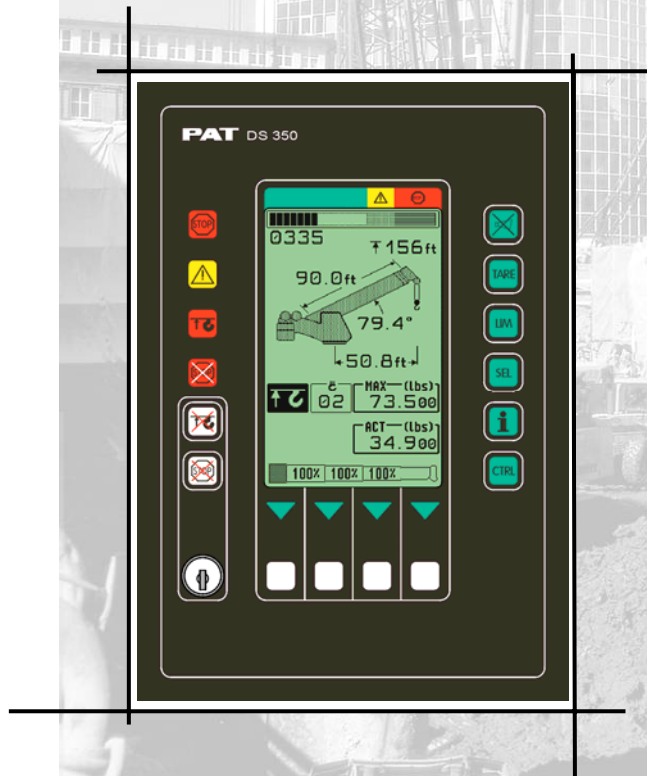 PAT DS 350
STOP
0335
156ft
90.0ft
TARE
79.4°
LIM
50.8ft
SEL
02
MAX (lbs)
73.500
ACT (lbs)
34.900
STOP
100% 100% 100%
CTRL